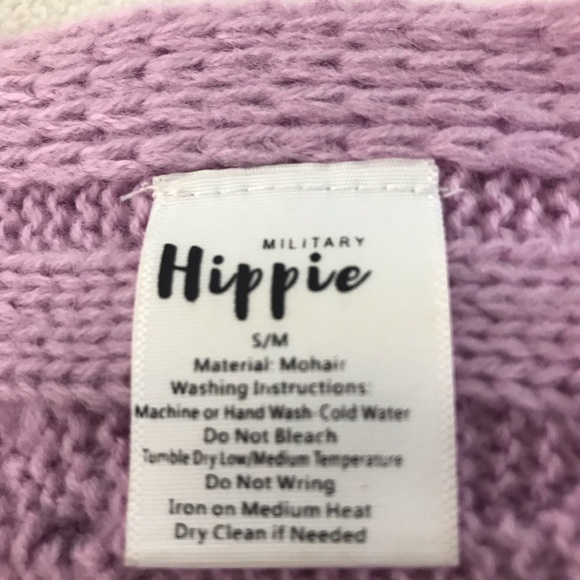 MILITARY
Hippie
S/M
Material: Mohair
Washing Instructions:
Machine or Hand Wash-Cold Water
Do Not Bleach
Tumble Dry Low/Medium Temperature
Do Not Wring
Iron on Medium Heat
Dry Clean if Needed